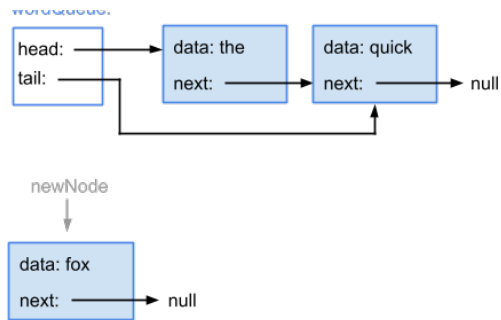 wordQueue:
head:
tail:
data: the
next:
data: quick
next:
null
newNode
data: fox
next:
null